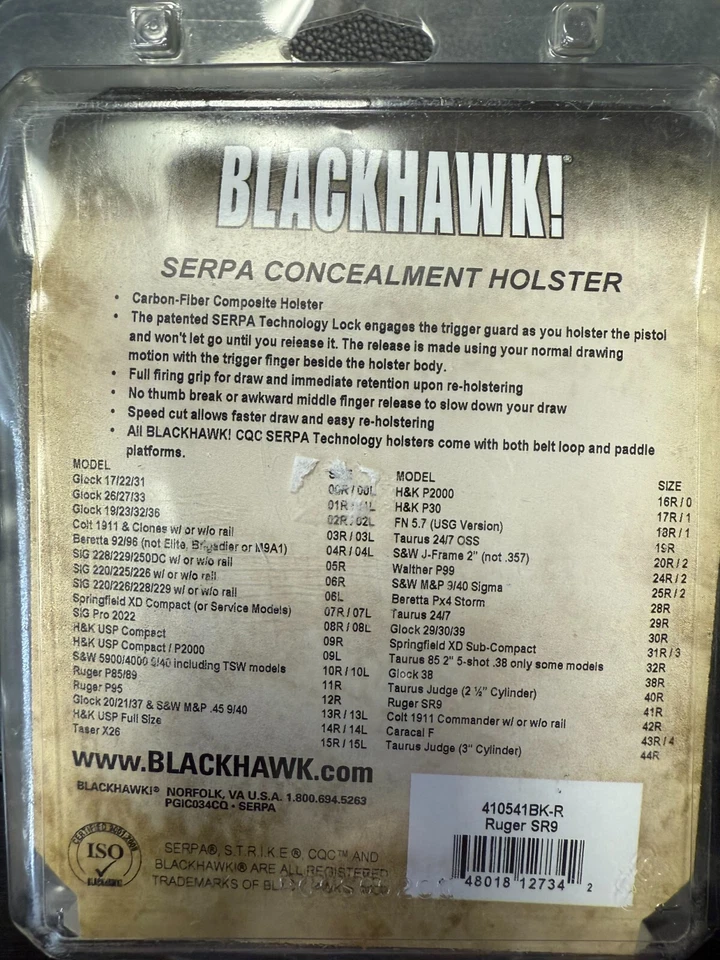 BLACKHAWK!®
SERPA CONCEALMENT HOLSTER
• Carbon-Fiber Composite Holster
• The patented SERPA Technology Lock engages the trigger guard as you holster the pistol
and won't let go until you release it. The release is made using your normal drawing
motion with the trigger finger beside the holster body.
• Full firing grip for draw and immediate retention upon re-holstering
• No thumb break or awkward middle finger release to slow down your draw
• Speed cut allows faster draw and easy re-holstering
• All BLACKHAWK! CQC SERPA Technology holsters come with both belt loop and paddle
platforms.
MODEL
Glock 17/22/31 00R / 00L
Glock 26/27/33 01R
Glock 19/23/32/36 02R / 02L
Colt 1911 & Clones w/ or w/o rail 03R / 03L
Beretta 92/96 (not Elite, Brigadier or M9A1) 04R / 04L
SIG 228/229/250DC w/ or w/o rail 05R
SIG 220/225/226 w/ or w/o rail 06R
SIG 220/226/228/229 w/ or w/o rail 06L
Springfield XD Compact (or Service Models) 07R / 07L
SIG Pro 2022 08R / 08L
H&K USP Compact 09R
H&K USP Compact / P2000 09L
S&W 5900/4000 9/40 including TSW models 10R / 10L
Ruger P85/89 11R
Ruger P95 12R
Glock 20/21/37 & S&W M&P .45 9/40 13R / 13L
H&K USP Full Size 14R / 14L
Taser X26 15R / 15L
MODEL SIZE
H&K P2000 16R / 0
H&K P30 17R / 1
FN 5.7 (USG Version) 18R / 1
Taurus 24/7 OSS 19R
S&W J-Frame 2" (not .357) 20R / 2
Walther P99 24R / 2
S&W M&P 9/40 Sigma 25R / 2
Beretta Px4 Storm 28R
Taurus 24/7 29R
Glock 29/30/39 30R
Springfield XD Sub-Compact 31R / 3
Taurus 85 2" 5-shot .38 only some models 32R
Glock 38 38R
Taurus Judge (2 ½" Cylinder) 40R
Ruger SR9 41R
Colt 1911 Commander w/ or w/o rail 42R
Caracal F 43R / 4
Taurus Judge (3" Cylinder) 44R
www.BLACKHAWK.com
BLACKHAWK!® NORFOLK, VA U.S.A. 1.800.694.5263
PGIC034CQ • SERPA
CERTIFIED 9001:2000
ISO
BLACKHAWK!
SERPA®, S.T.R.I.K.E.®, CQC™ AND
BLACKHAWK!® ARE ALL REGISTERED
TRADEMARKS OF
410541BK-R
Ruger SR9
48018 12734 2